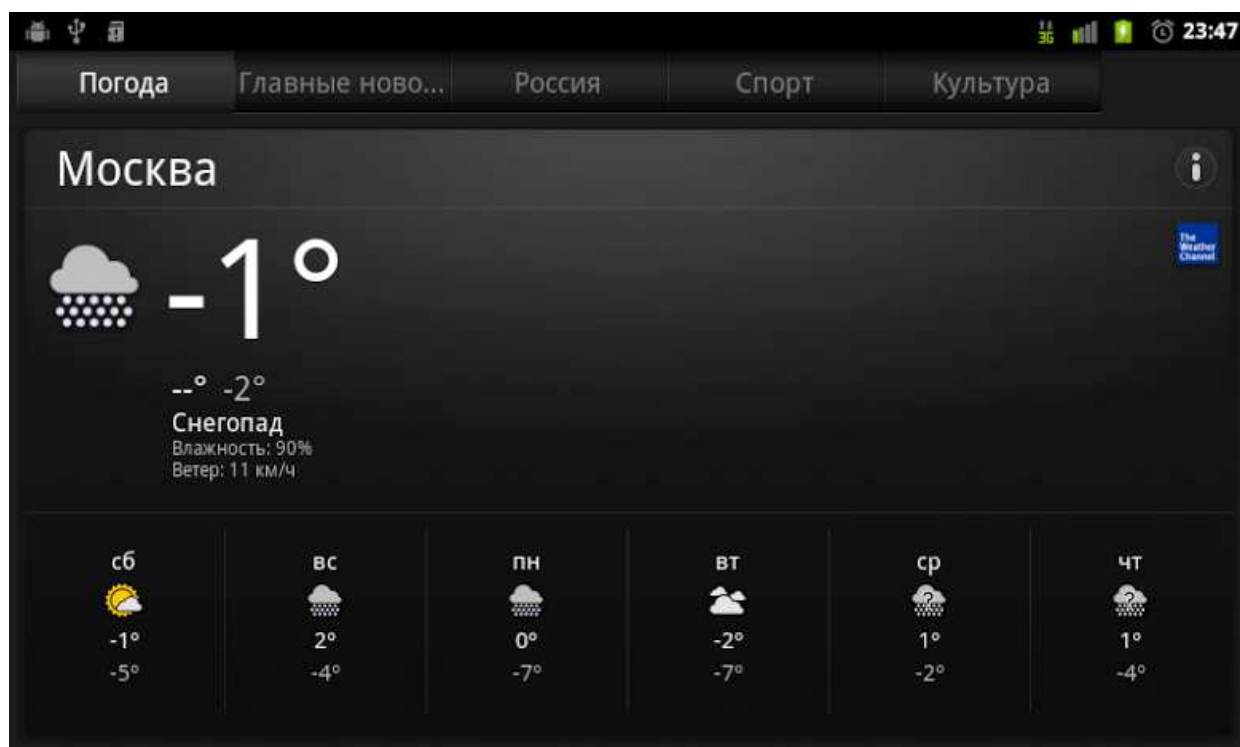 3G 23:47
Погода Главные ново... Россия Спорт Культура
Москва
The
Weather
Channel
-1°
--° -2°
Снегопад
Влажность: 90%
Ветер: 11 км/ч
сб вс пн вт ср чт
? ?
-1° 2° 0° -2° 1° 1°
-5° -4° -7° -7° -2° -4°